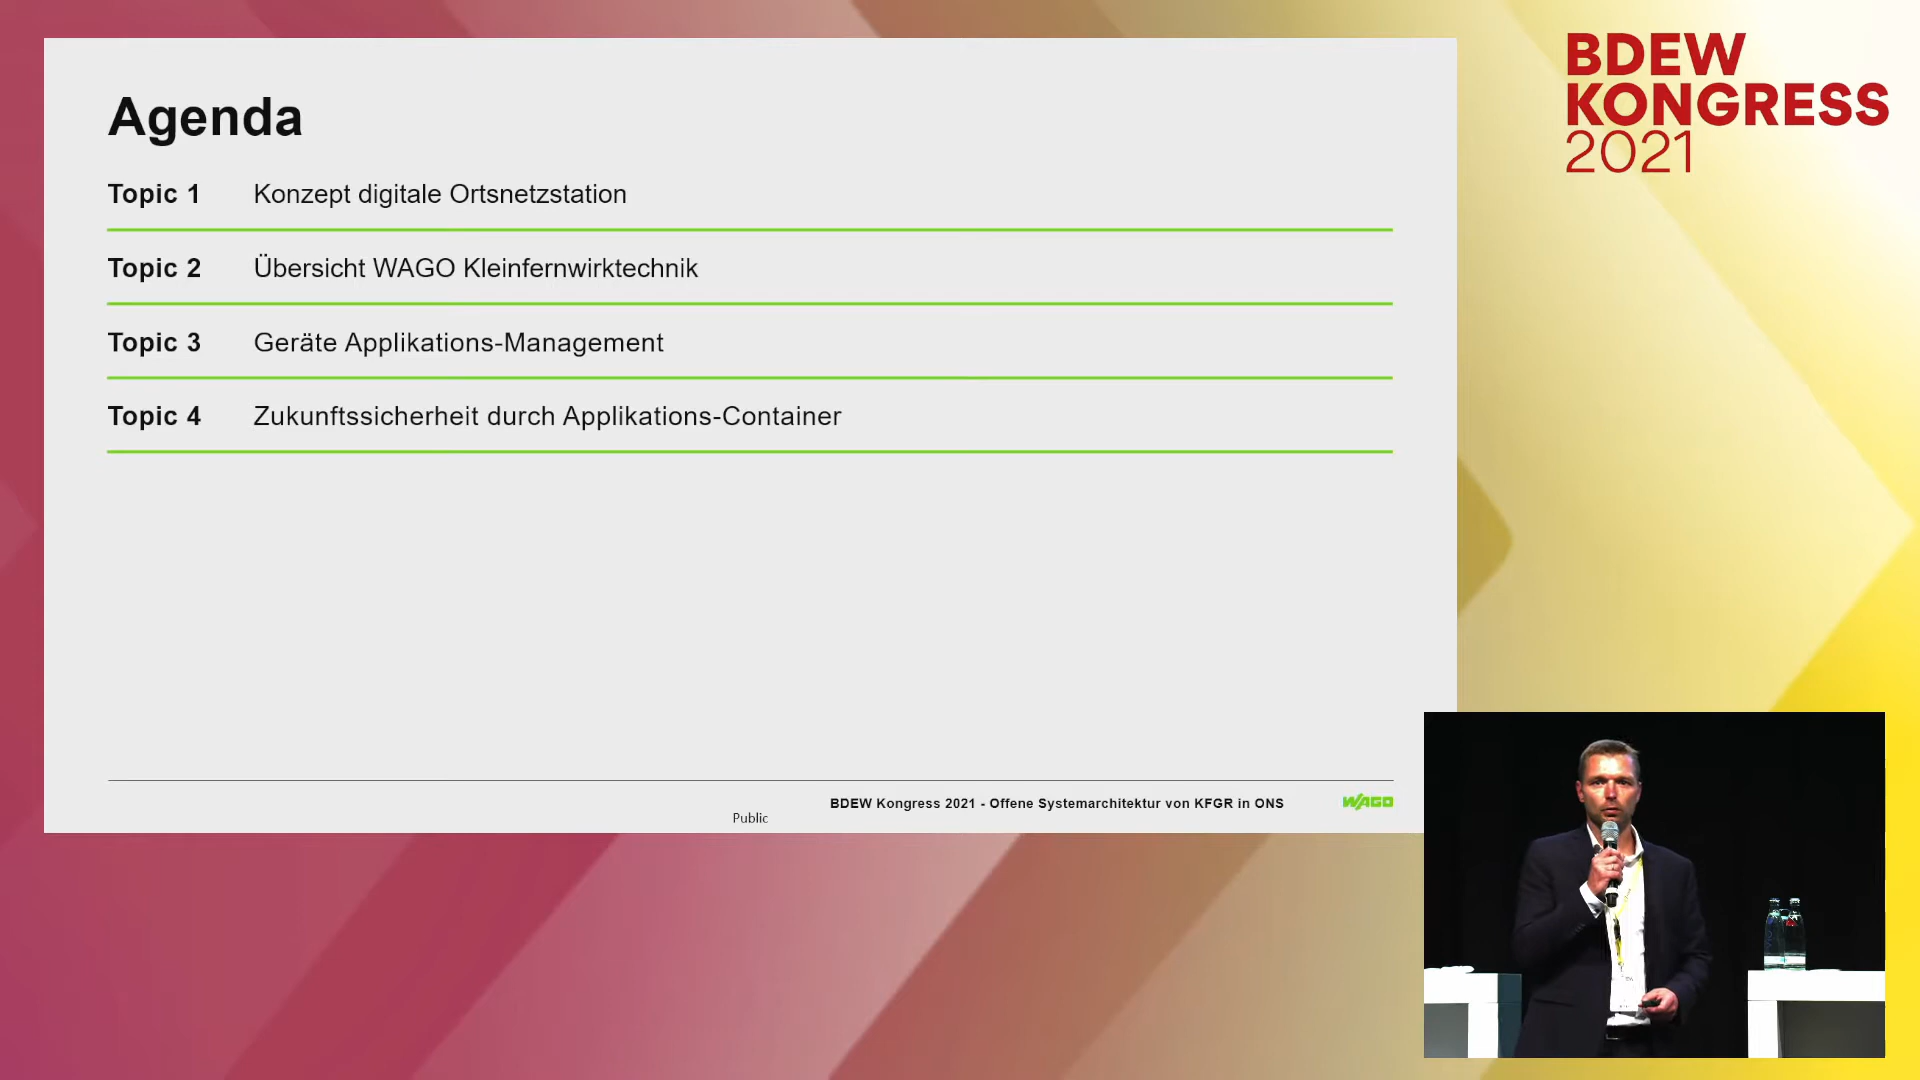 Agenda
Topic 1 Konzept digitale Ortsnetzstation
Topic 2 Übersicht WAGO Kleinfernwirktechnik
Topic 3 Geräte Applikations-Management
Topic 4 Zukunftssicherheit durch Applikations-Container
BDEW Kongress 2021 - Offene Systemarchitektur von KFGR in ONS
WAGO
Public
BDEW
KONGRESS
2021